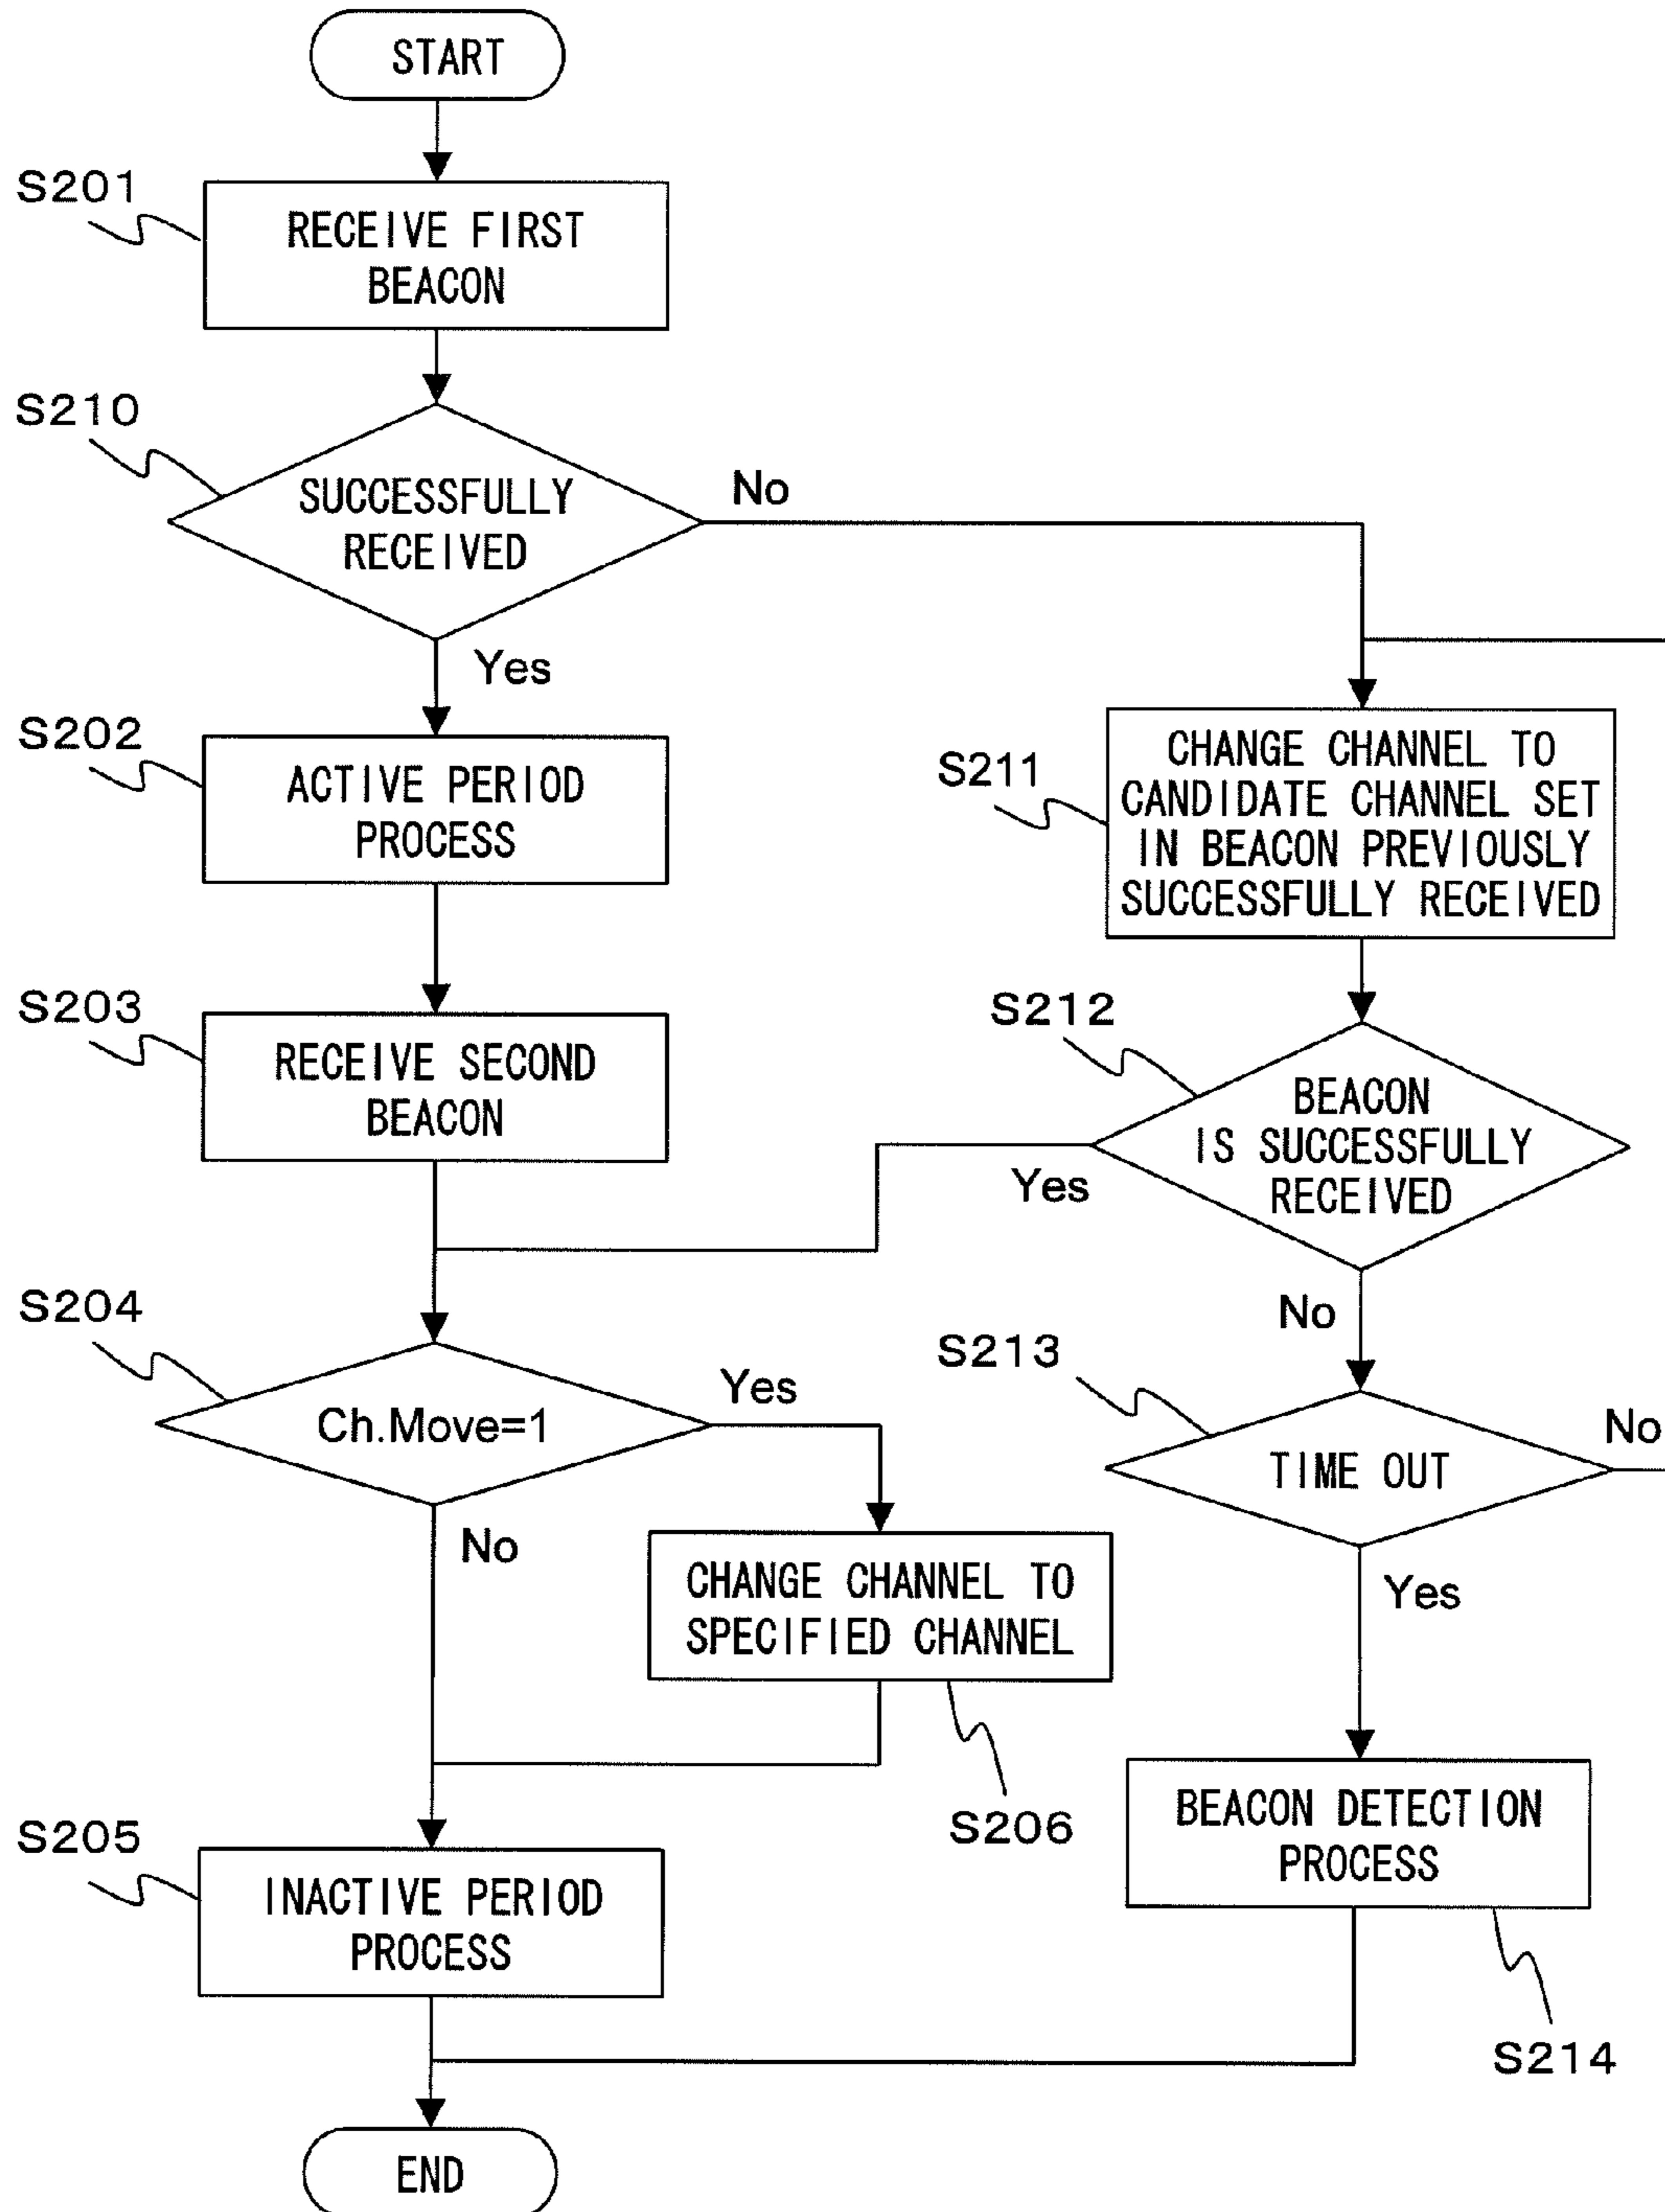 START
S201
RECEIVE FIRST
BEACON
S210
SUCCESSFULLY
RECEIVED
No
Yes
S202
ACTIVE PERIOD
PROCESS
S211
CHANGE CHANNEL TO
CANDIDATE CHANNEL SET
IN BEACON PREVIOUSLY
SUCCESSFULLY RECEIVED
S203
RECEIVE SECOND
BEACON
S212
BEACON
IS SUCCESSFULLY
RECEIVED
Yes
No
S204
Ch.Move=1
Yes
No
S213
TIME OUT
No
Yes
CHANGE CHANNEL TO
SPECIFIED CHANNEL
S206
S205
INACTIVE PERIOD
PROCESS
BEACON DETECTION
PROCESS
S214
END